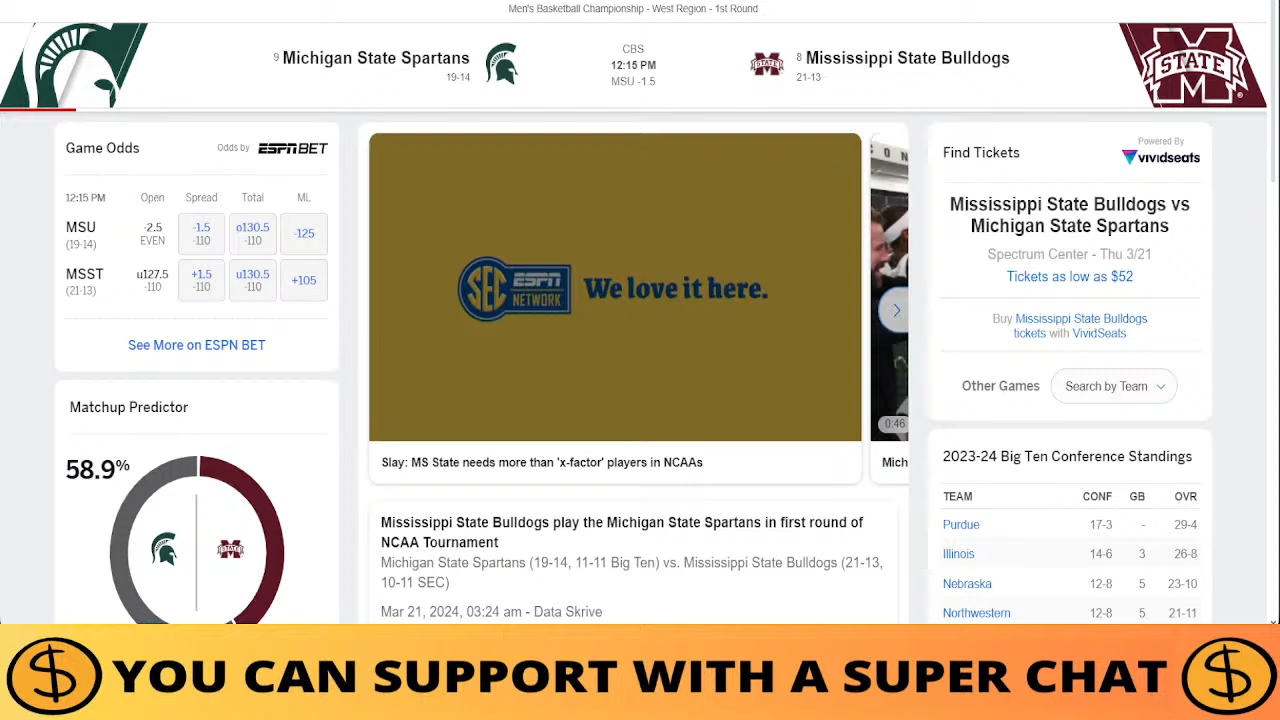 Men's Basketball Championship - West Region - 1st Round
9 Michigan State Spartans
19-14
CBS
12:15 PM
MSU -1.5
STATE
8 Mississippi State Bulldogs
21-13
STATE
Game Odds
Odds by ESPN BET
12:15 PM Open Spread Total ML
MSU -2.5 -1.5 o130.5 -125
(19-14) EVEN -110 -110
MSST u127.5 +1.5 u130.5 +105
(21-13) -110 -110 -110
See More on ESPN BET
Matchup Predictor
58.9%
STATE
SEC ESPN NETWORK We love it here.
Slay: MS State needs more than 'x-factor' players in NCAAs
0:46
Mich
Mississippi State Bulldogs play the Michigan State Spartans in first round of
NCAA Tournament
Michigan State Spartans (19-14, 11-11 Big Ten) vs. Mississippi State Bulldogs (21-13,
10-11 SEC)
Mar 21, 2024, 03:24 am - Data Skrive
Find Tickets
Powered By
vividseats
Mississippi State Bulldogs vs
Michigan State Spartans
Spectrum Center - Thu 3/21
Tickets as low as $52
Buy Mississippi State Bulldogs
tickets with VividSeats
Other Games Search by Team
2023-24 Big Ten Conference Standings
TEAM CONF GB OVR
Purdue 17-3 - 29-4
Illinois 14-6 3 26-8
Nebraska 12-8 5 23-10
Northwestern 12-8 5 21-11
$ YOU CAN SUPPORT WITH A SUPER CHAT $